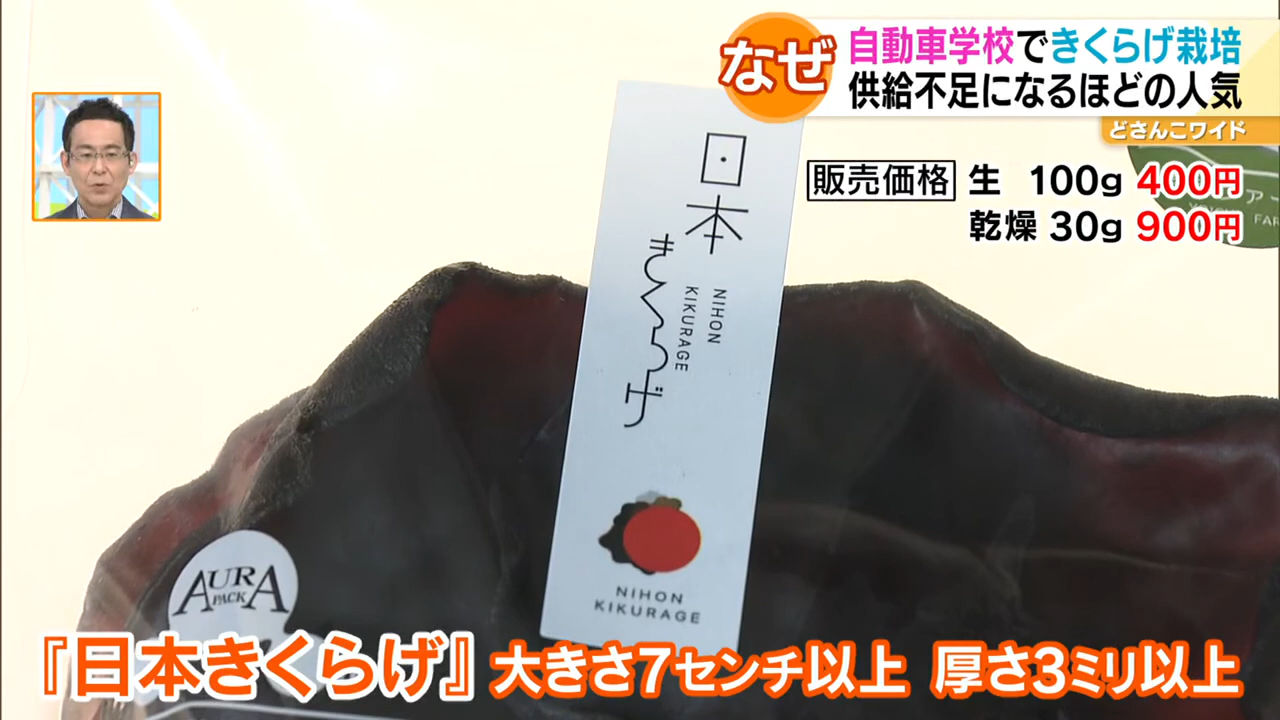 なぜ
自動車学校できくらげ栽培
供給不足になるほどの人気
どさんこワイド
販売価格 生 100g 400円
乾燥 30g 900円
日本
きくらげ
NIHON
KIKURAGE
NIHON
KIKURAGE
AURA
PACK
『日本きくらげ』 大きさ7センチ以上 厚さ3ミリ以上